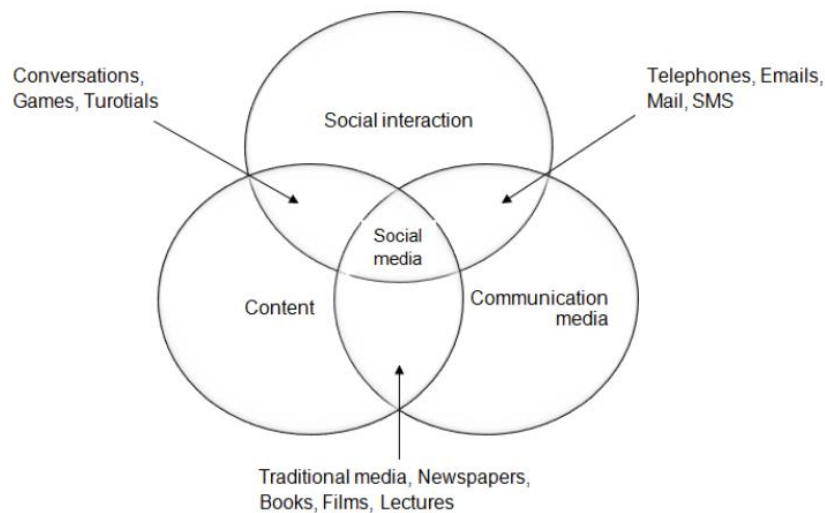 Conversations,
Games, Turotials
Telephones, Emails,
Mail, SMS
Social interaction
Social
media
Content
Communication
media
Traditional media, Newspapers,
Books, Films, Lectures